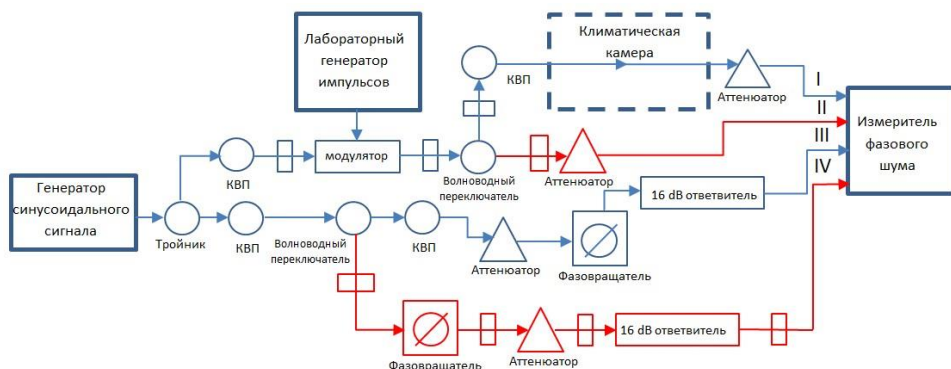 Лабораторный
генератор
импульсов
Климатическая
камера
КВП
Аттенюатор
I
II
III
IV
Измеритель
фазового
шума
КВП
модулятор
Волноводный
переключатель
Аттенюатор
16 dB ответвитель
Генератор
синусоидального
сигнала
Тройник
КВП
Волноводный
переключатель
КВП
Аттенюатор
Фазовращатель
Фазовращатель
Аттенюатор
16 dB ответвитель